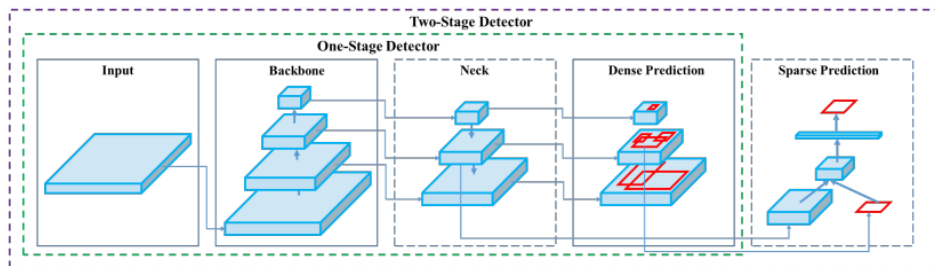 Two-Stage Detector
One-Stage Detector
Input
Backbone
Neck
Dense Prediction
Sparse Prediction